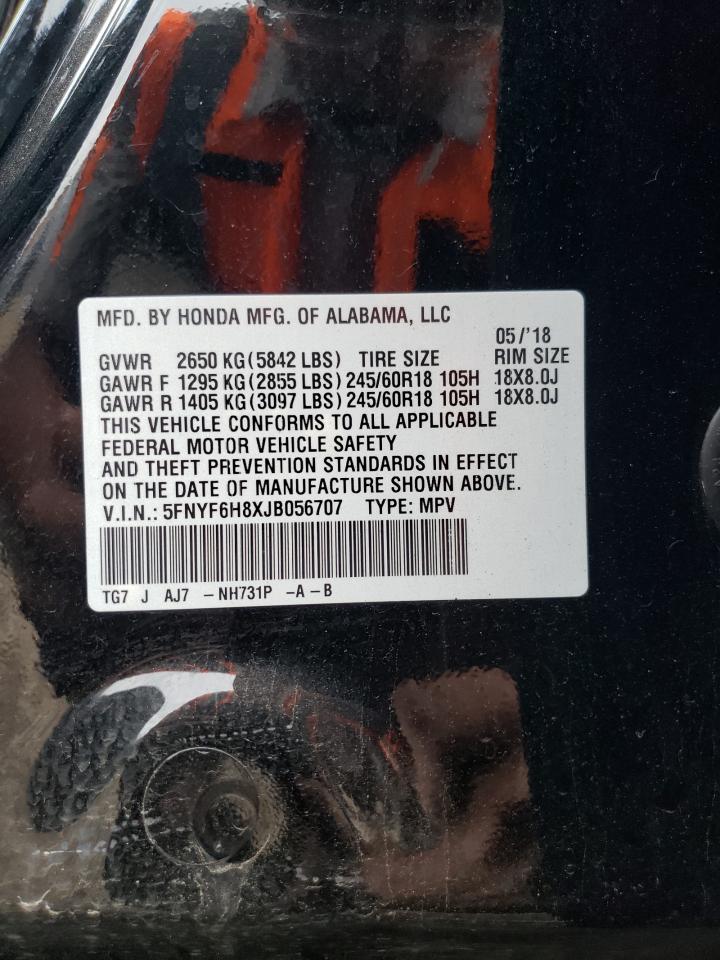 MFD. BY HONDA MFG. OF ALABAMA, LLC
05/'18
GVWR 2650 KG(5842 LBS) TIRE SIZE RIM SIZE
GAWR F 1295 KG(2855 LBS) 245/60R18 105H 18X8.0J
GAWR R 1405 KG(3097 LBS) 245/60R18 105H 18X8.0J
THIS VEHICLE CONFORMS TO ALL APPLICABLE
FEDERAL MOTOR VEHICLE SAFETY
AND THEFT PREVENTION STANDARDS IN EFFECT
ON THE DATE OF MANUFACTURE SHOWN ABOVE.
V.I.N.: 5FNYF6H8XJB056707 TYPE: MPV
TG7 J AJ7 -NH731P -A-B